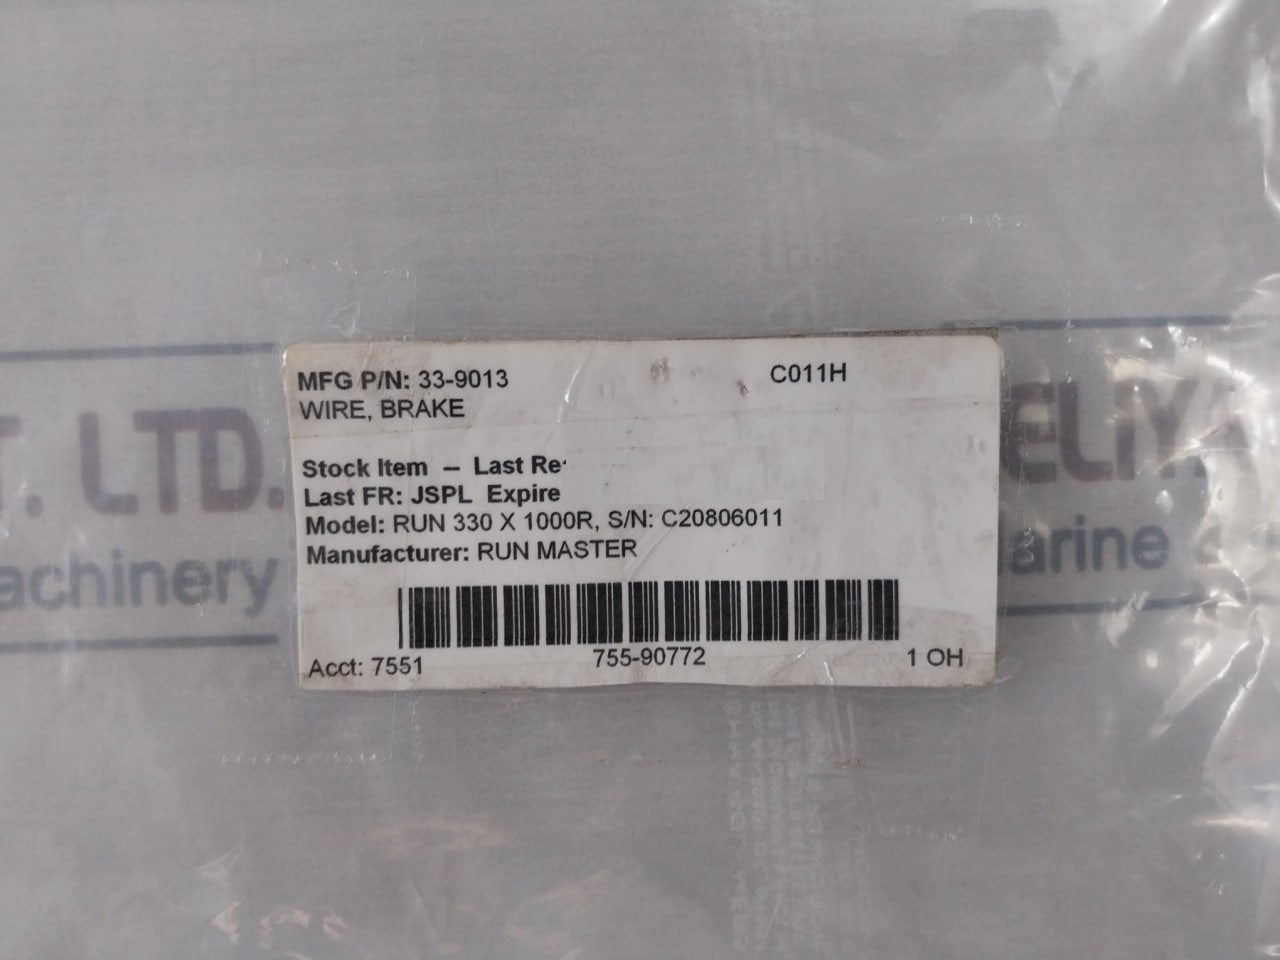 MFG P/N: 33-9013 C011H
WIRE, BRAKE
Stock Item -- Last Re
Last FR: JSPL Expire
Model: RUN 330 X 1000R, S/N: C20806011
Manufacturer: RUN MASTER
Acct: 7551 755-90772 1 OH
T. LTD. ELIYA
achinery arine